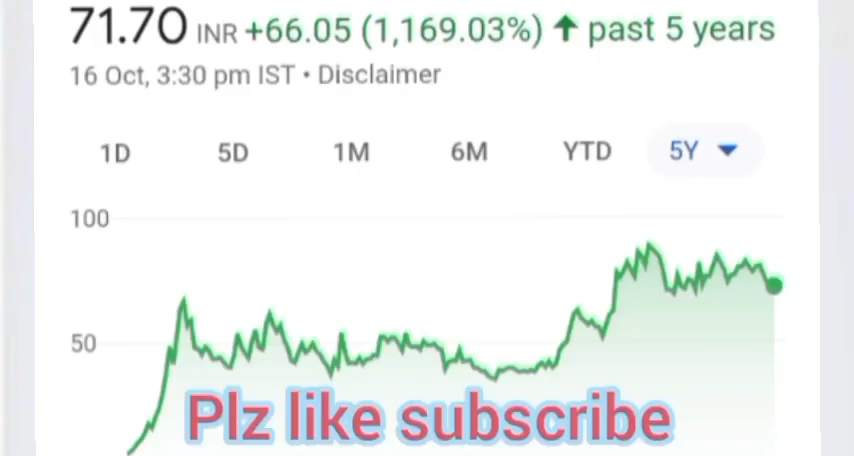 71.70 INR +66.05 (1,169.03%) ↑ past 5 years
16 Oct, 3:30 pm IST • Disclaimer
1D 5D 1M 6M YTD 5Y
100
50
Plz like subscribe